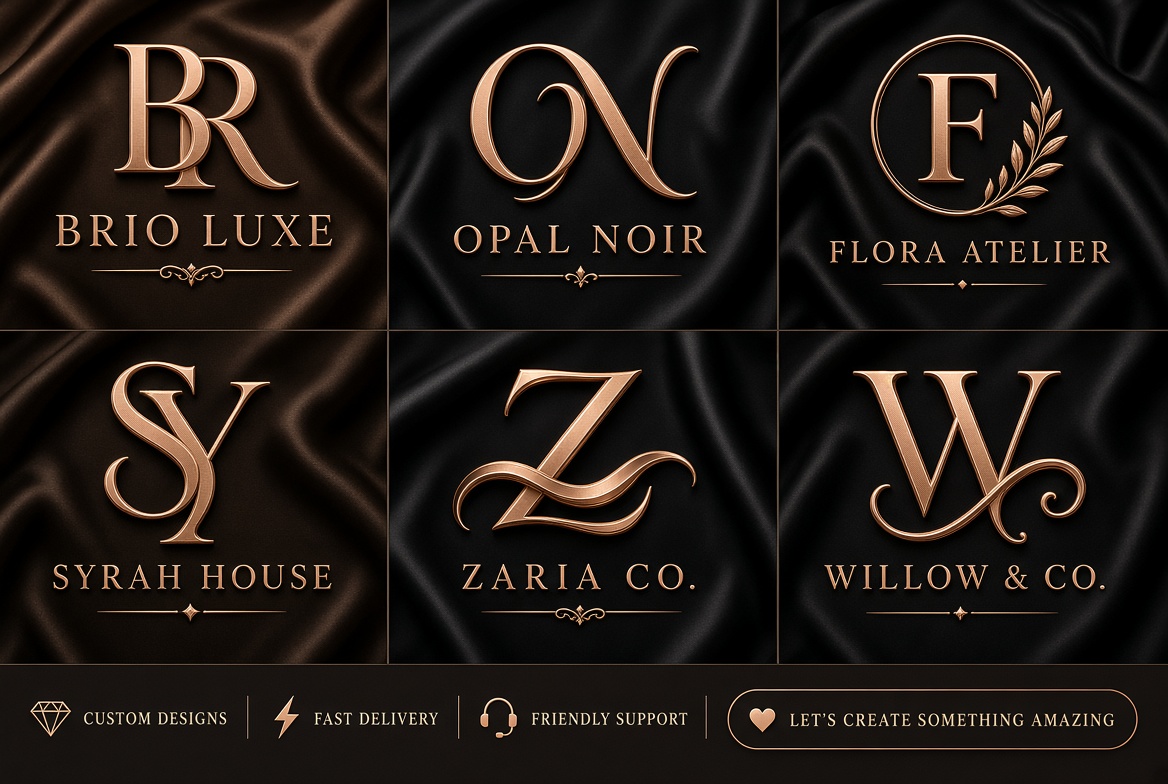 BR
BRIO LUXE
ON
OPAL NOIR
F
FLORA ATELIER
SY
SYRAH HOUSE
Z
ZARIA CO.
W
WILLOW & CO.
CUSTOM DESIGNS
FAST DELIVERY
FRIENDLY SUPPORT
LET'S CREATE SOMETHING AMAZING